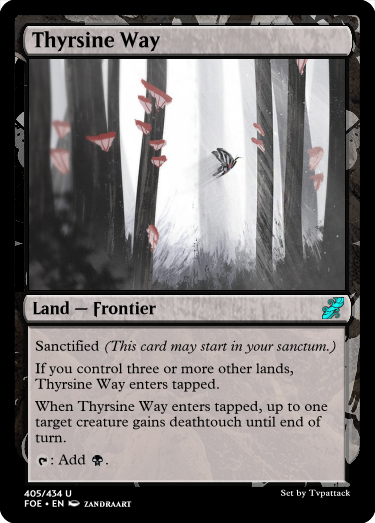 Thyrsine Way
Land — Frontier
Sanctified (This card may start in your sanctum.)
If you control three or more other lands,
Thyrsine Way enters tapped.
When Thyrsine Way enters tapped, up to one
target creature gains deathtouch until end of
turn.
: Add .
405/434 U
FOE • EN ZANDRAART
Set by Tvpattack